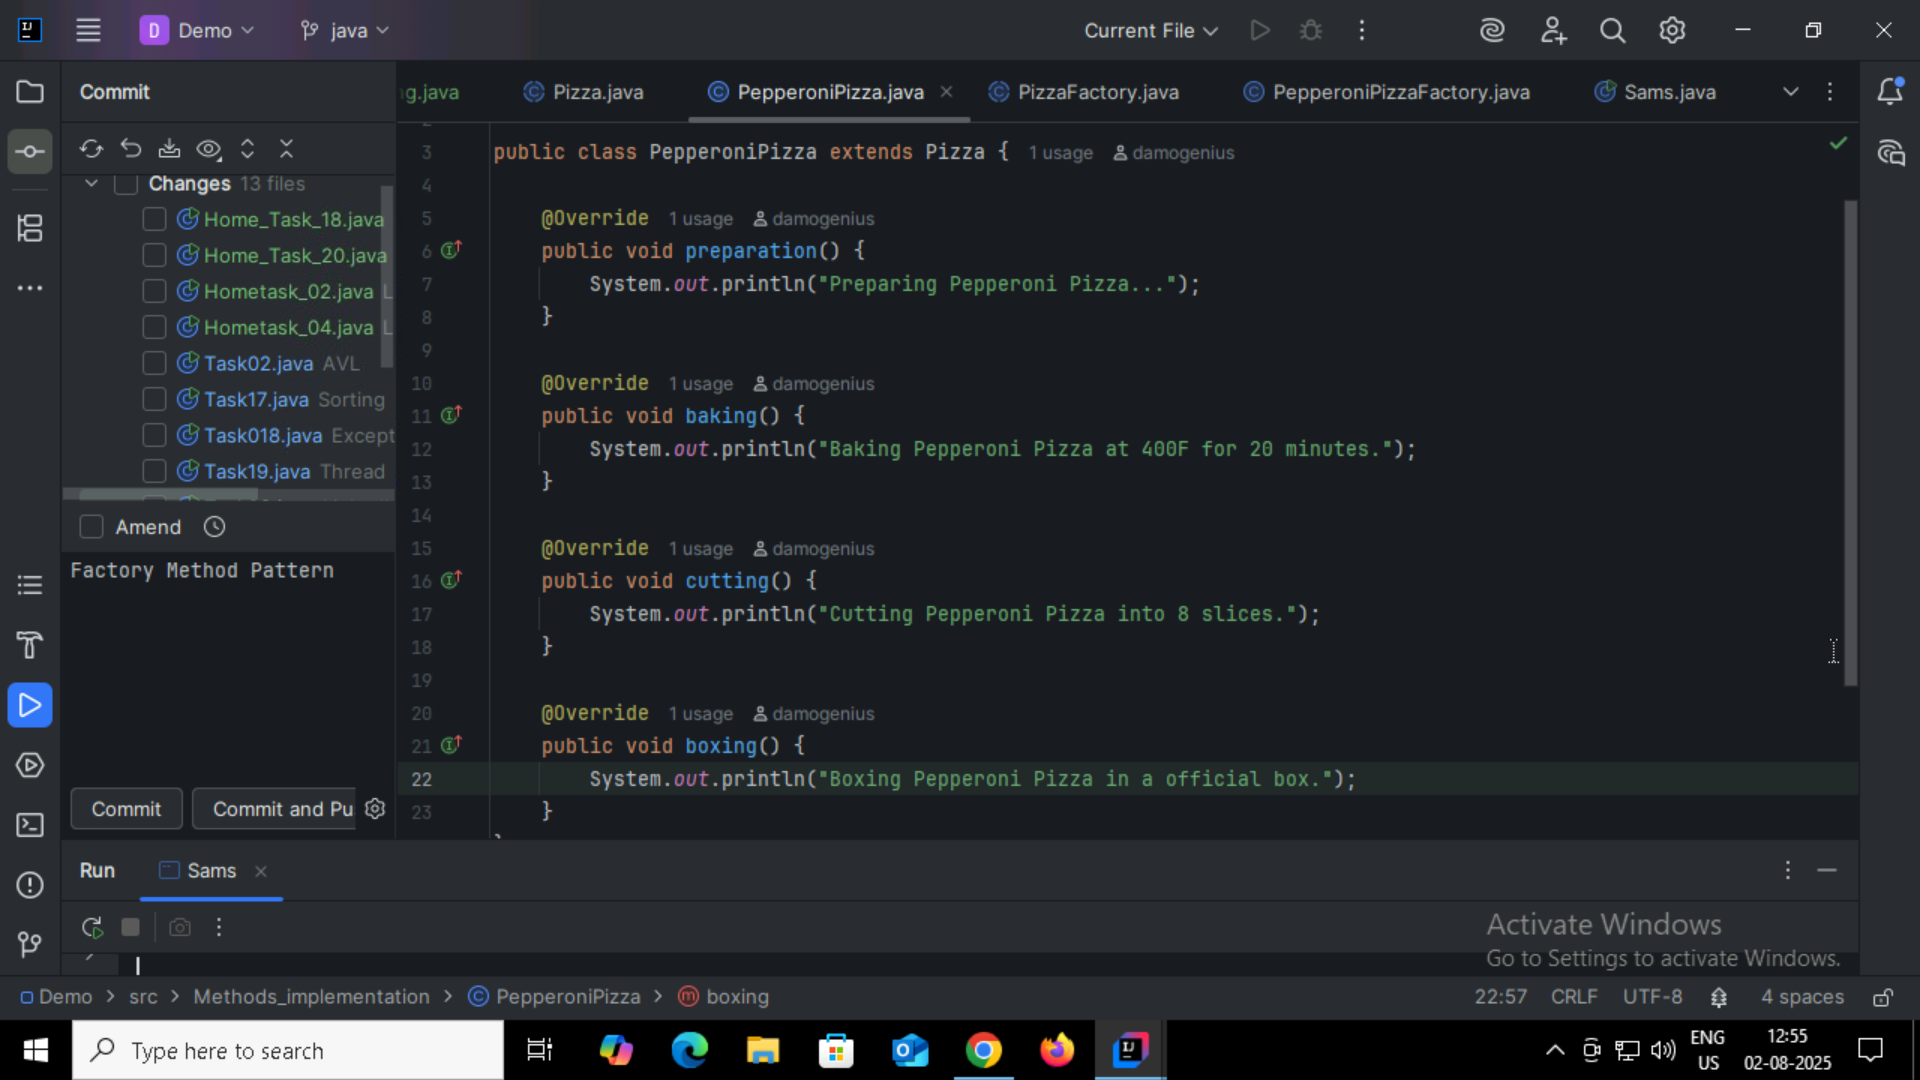 D Demo java Current File
Commit
g.java Pizza.java PepperoniPizza.java PizzaFactory.java PepperoniPizzaFactory.java Sams.java
Changes 13 files
Home_Task_18.java
Home_Task_20.java
Hometask_02.java L
Hometask_04.java L
Task02.java AVL
Task17.java Sorting
Task018.java Except
Task19.java Thread
Amend
Factory Method Pattern
Commit Commit and Pu
3 public class PepperoniPizza extends Pizza { 1 usage damogenius
4
5 @Override 1 usage damogenius
6 public void preparation() {
7 System.out.println("Preparing Pepperoni Pizza...");
8 }
9
10 @Override 1 usage damogenius
11 public void baking() {
12 System.out.println("Baking Pepperoni Pizza at 400F for 20 minutes.");
13 }
14
15 @Override 1 usage damogenius
16 public void cutting() {
17 System.out.println("Cutting Pepperoni Pizza into 8 slices.");
18 }
19
20 @Override 1 usage damogenius
21 public void boxing() {
22 System.out.println("Boxing Pepperoni Pizza in a official box.");
23 }
Run Sams
Activate Windows
Go to Settings to activate Windows.
Demo > src > Methods_implementation > PepperoniPizza > boxing
22:57 CRLF UTF-8 4 spaces
Type here to search
ENG
US
12:55
02-08-2025